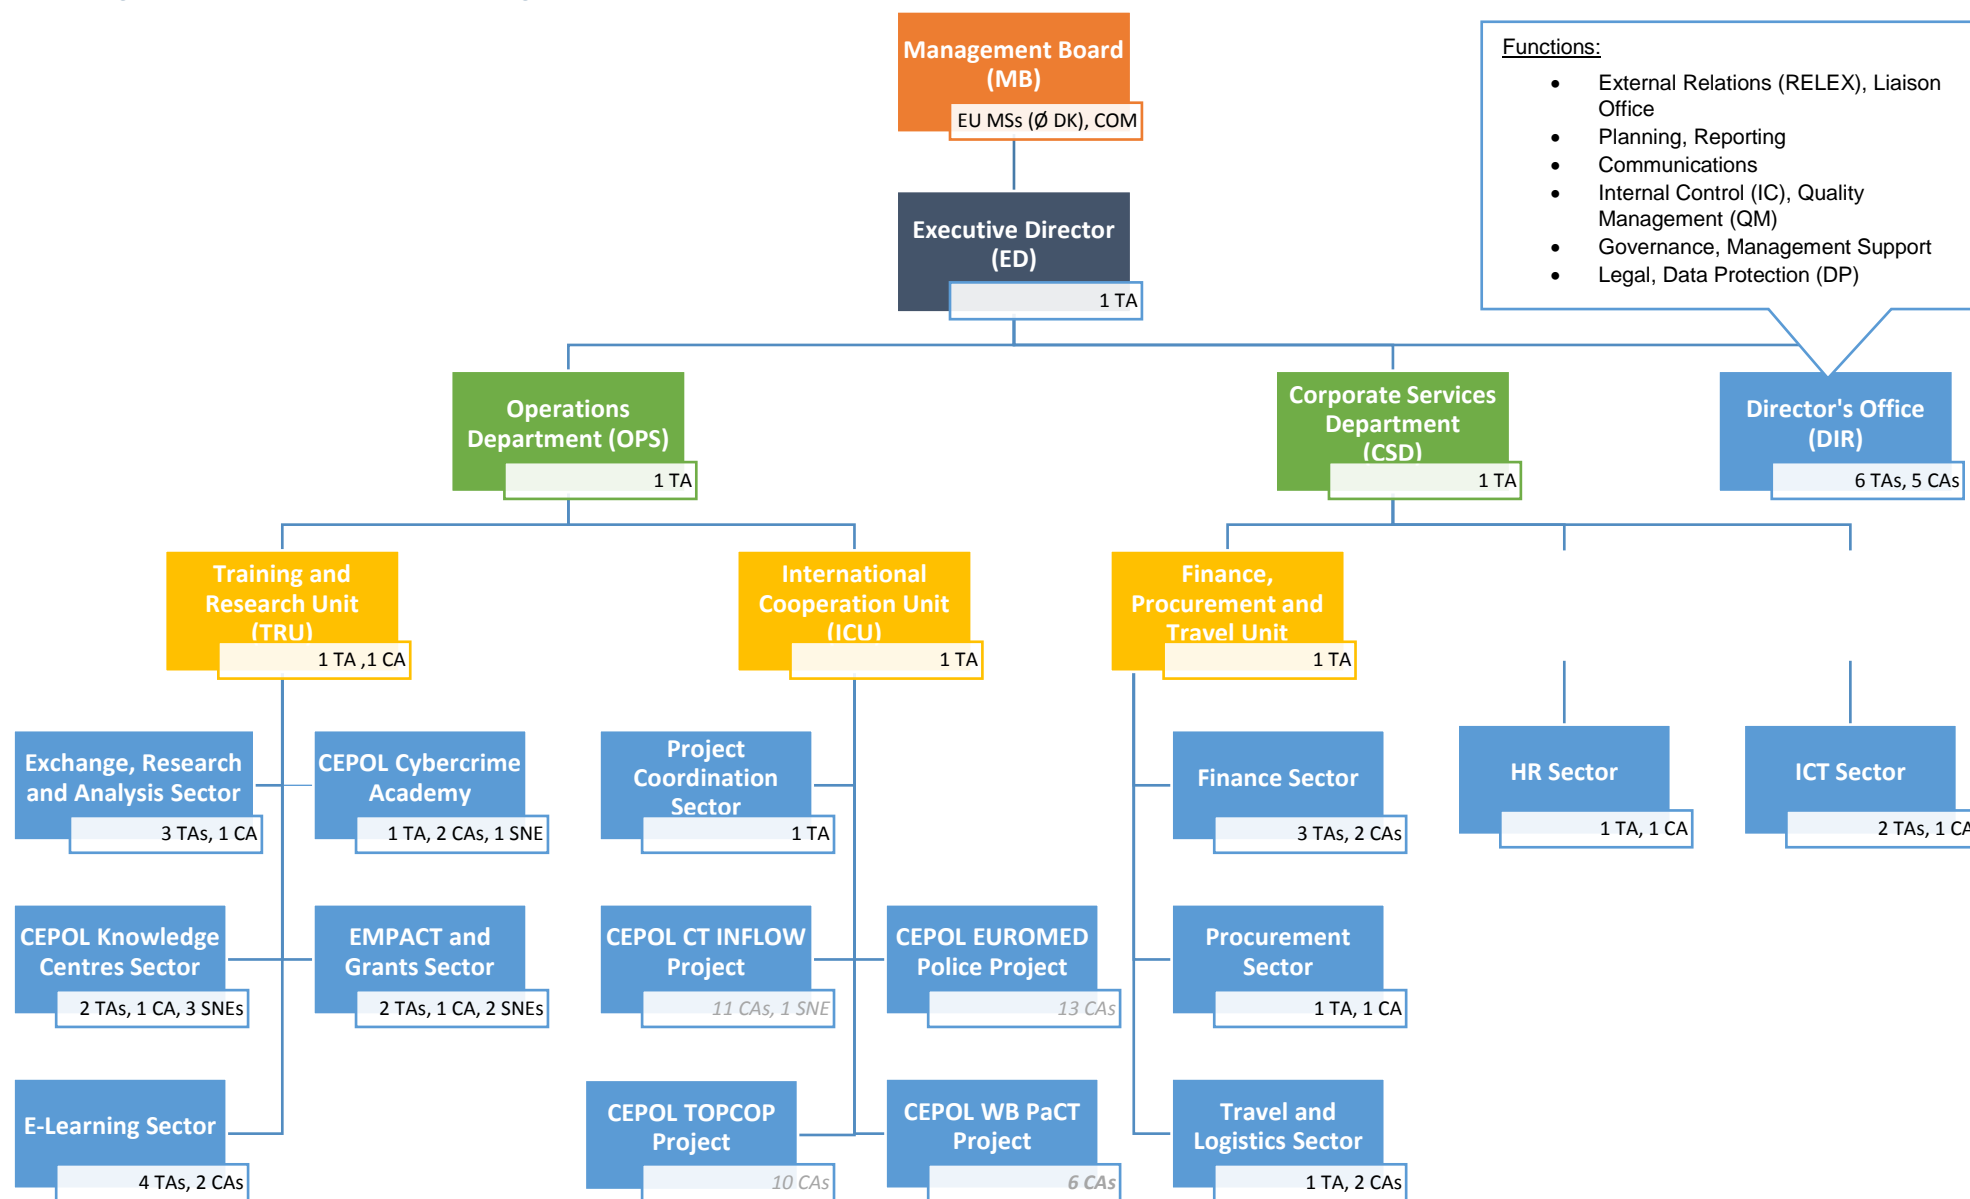 Management Board
(MB)
EU MSs (Ø DK), COM
Functions:
• External Relations (RELEX), Liaison
Office
• Planning, Reporting
• Communications
• Internal Control (IC), Quality
Management (QM)
• Governance, Management Support
• Legal, Data Protection (DP)
Executive Director
(ED)
1 TA
Operations
Department (OPS)
1 TA
Corporate Services
Department
(CSD)
1 TA
Director's Office
(DIR)
6 TAs, 5 CAs
Training and
Research Unit
(TRU)
1 TA ,1 CA
International
Cooperation Unit
(ICU)
1 TA
Finance,
Procurement and
Travel Unit
1 TA
Exchange, Research
and Analysis Sector
3 TAs, 1 CA
CEPOL Cybercrime
Academy
1 TA, 2 CAs, 1 SNE
Project
Coordination
Sector
1 TA
Finance Sector
3 TAs, 2 CAs
HR Sector
1 TA, 1 CA
ICT Sector
2 TAs, 1 CA
CEPOL Knowledge
Centres Sector
2 TAs, 1 CA, 3 SNEs
EMPACT and
Grants Sector
2 TAs, 1 CA, 2 SNEs
CEPOL CT INFLOW
Project
11 CAs, 1 SNE
CEPOL EUROMED
Police Project
13 CAs
Procurement
Sector
1 TA, 1 CA
E-Learning Sector
4 TAs, 2 CAs
CEPOL TOPCOP
Project
10 CAs
CEPOL WB PaCT
Project
6 CAs
Travel and
Logistics Sector
1 TA, 2 CAs